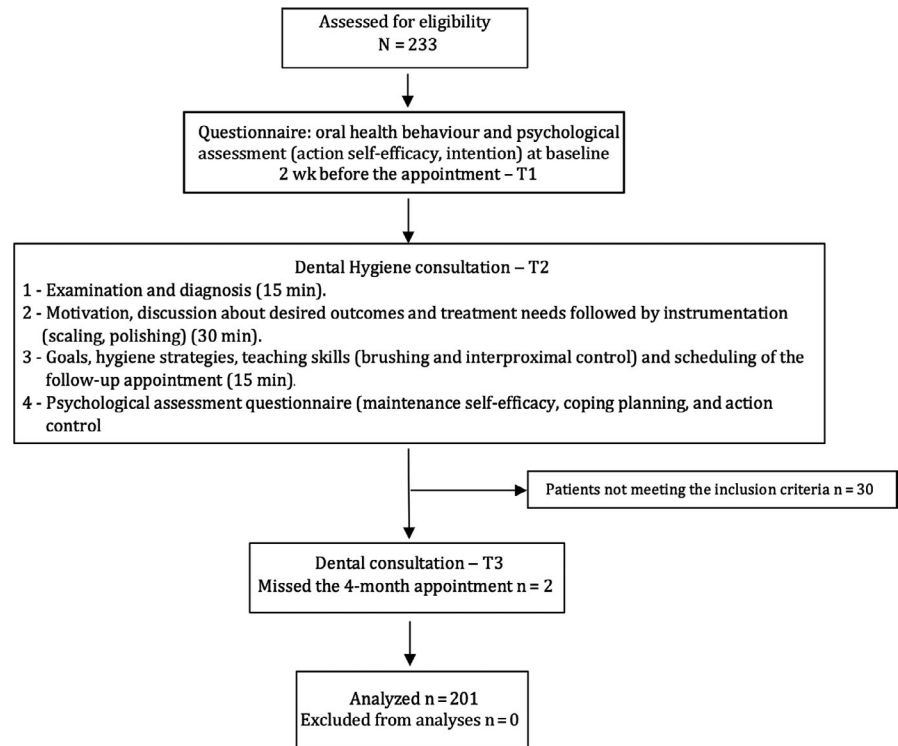 Assessed for eligibility
N = 233
Questionnaire: oral health behaviour and psychological
assessment (action self-efficacy, intention) at baseline
2 wk before the appointment – T1
Dental Hygiene consultation – T2
1 - Examination and diagnosis (15 min).
2 - Motivation, discussion about desired outcomes and treatment needs followed by instrumentation
(scaling, polishing) (30 min).
3 - Goals, hygiene strategies, teaching skills (brushing and interproximal control) and scheduling of the
follow-up appointment (15 min).
4 - Psychological assessment questionnaire (maintenance self-efficacy, coping planning, and action
control
Patients not meeting the inclusion criteria n = 30
Dental consultation – T3
Missed the 4-month appointment n = 2
Analyzed n = 201
Excluded from analyses n = 0